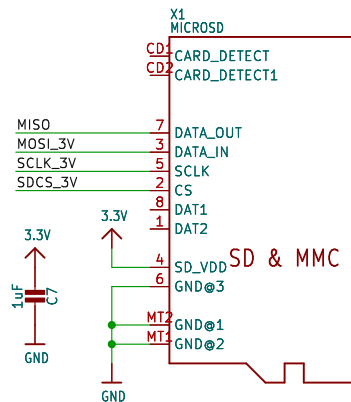 X1
MICROSD
CD1 CARD_DETECT
CD2 CARD_DETECT1
MISO 7 DATA_OUT
MOSI_3V 3 DATA_IN
SCLK_3V 5 SCLK
SDCS_3V 2 CS
8 DAT1
1 DAT2
3.3V
3.3V
4 SD_VDD
SD & MMC
6 GND@3
1uF
C7
MT2 GND@1
MT1 GND@2
GND
GND